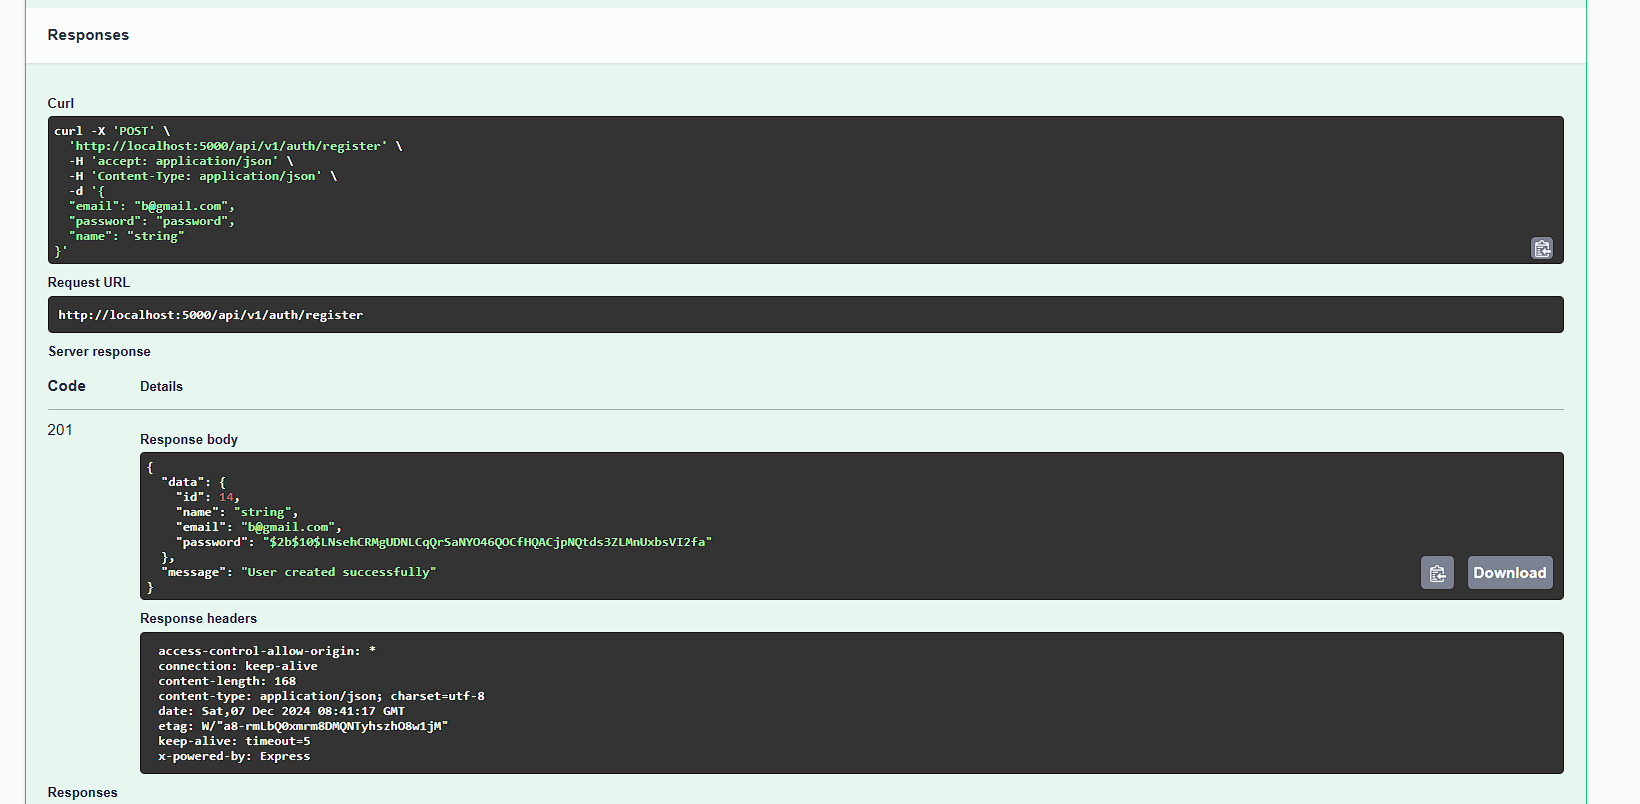 Responses
Curl
curl -X 'POST' \
'http://localhost:5000/api/v1/auth/register' \
-H 'accept: application/json' \
-H 'Content-Type: application/json' \
-d '{
"email": "b@gmail.com",
"password": "password",
"name": "string"
}'
Request URL
http://localhost:5000/api/v1/auth/register
Server response
Code Details
201
Response body
{
"data": {
"id": 14,
"name": "string",
"email": "b@gmail.com",
"password": "$2b$10$LNsehCRMgUDNLCqQrSaNYO46QOCfHQACjpNQtds3ZLMnUxbsVI2fa"
},
"message": "User created successfully"
}
Download
Response headers
access-control-allow-origin: *
connection: keep-alive
content-length: 168
content-type: application/json; charset=utf-8
date: Sat,07 Dec 2024 08:41:17 GMT
etag: W/"a8-rmLbQ0xmrm8DMQNTyhszhO8w1jM"
keep-alive: timeout=5
x-powered-by: Express
Responses